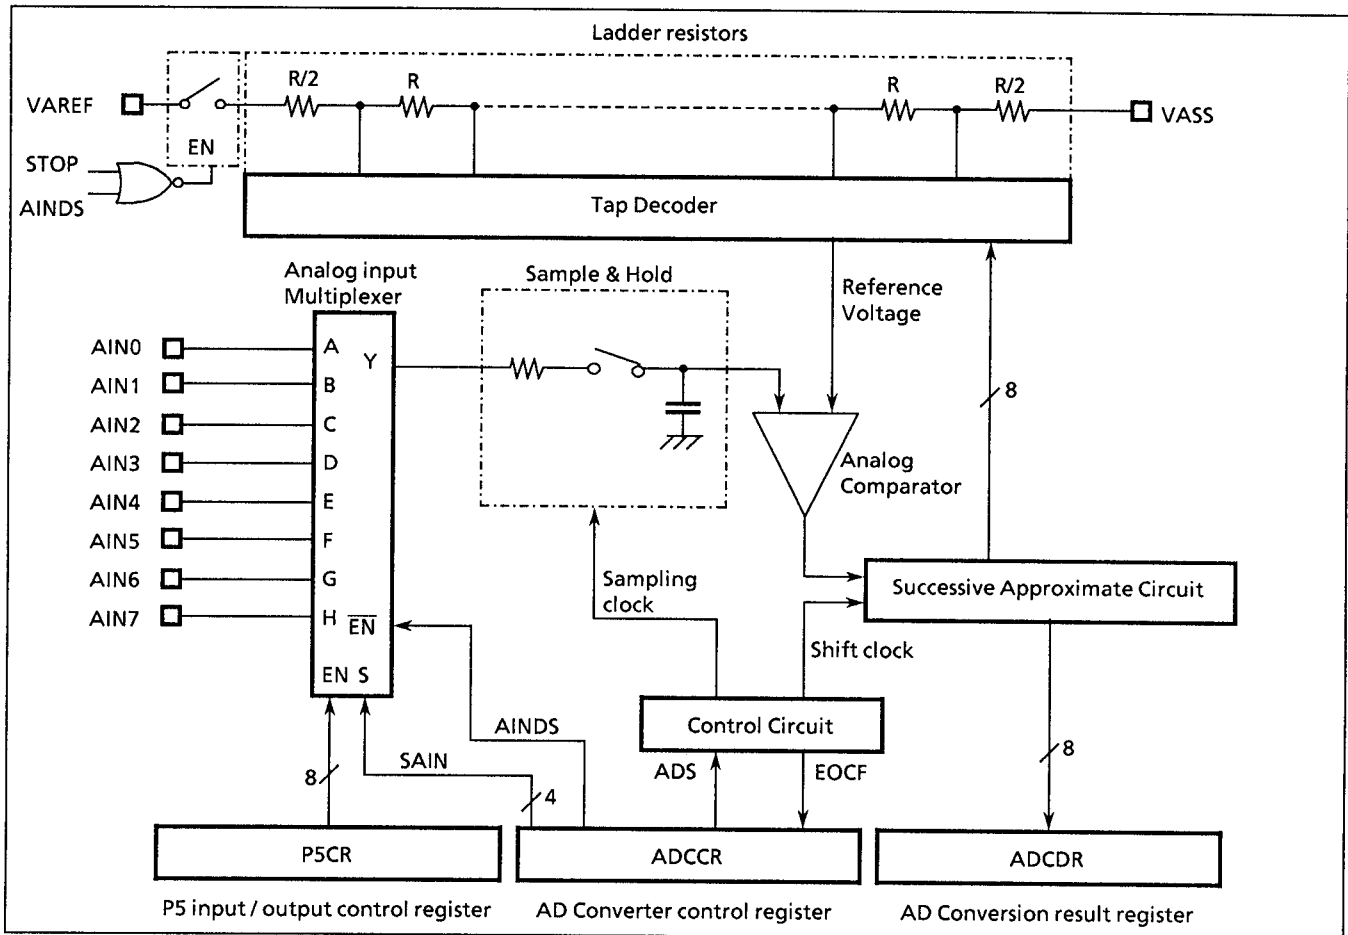 Ladder resistors
R/2
R
R
R/2
VAREF
VASS
EN
STOP
AINDS
Tap Decoder
Analog input
Multiplexer
Sample & Hold
Reference
Voltage
AIN0
A
Y
AIN1
B
AIN2
C
8
AIN3
D
AIN4
E
Analog
Comparator
AIN5
F
AIN6
G
AIN7
H
EN
EN S
Sampling
clock
Successive Approximate Circuit
Shift clock
Control Circuit
AINDS
SAIN
ADS
EOCF
8
8
4
P5CR
ADCCR
ADCDR
P5 input / output control register
AD Converter control register
AD Conversion result register